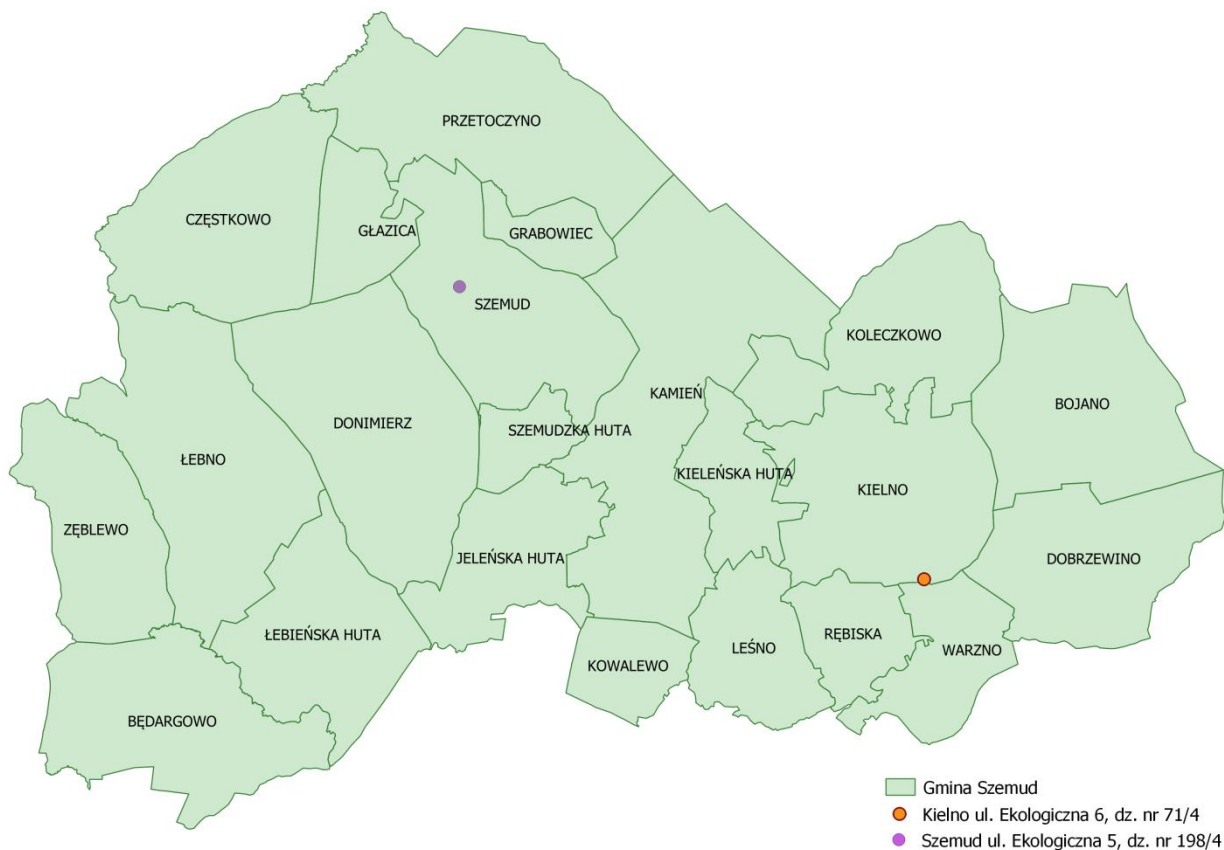 PRZETOCZYNO
CZĘSTKOWO
GŁAZICA
GRABOWIEC
SZEMUD
KOLECZKOWO
KAMIEŃ
BOJANO
DONIMIERZ
SZEMUDZKA HUTA
ŁEBNO
KIELEŃSKA HUTA
KIELNO
ZĘBLEWO
JELEŃSKA HUTA
DOBRZEWINO
ŁEBIEŃSKA HUTA
KOWALEWO
LEŚNO
RĘBISKA
WARZNO
BĘDARGOWO
Gmina Szemud
Kielno ul. Ekologiczna 6, dz. nr 71/4
Szemud ul. Ekologiczna 5, dz. nr 198/4